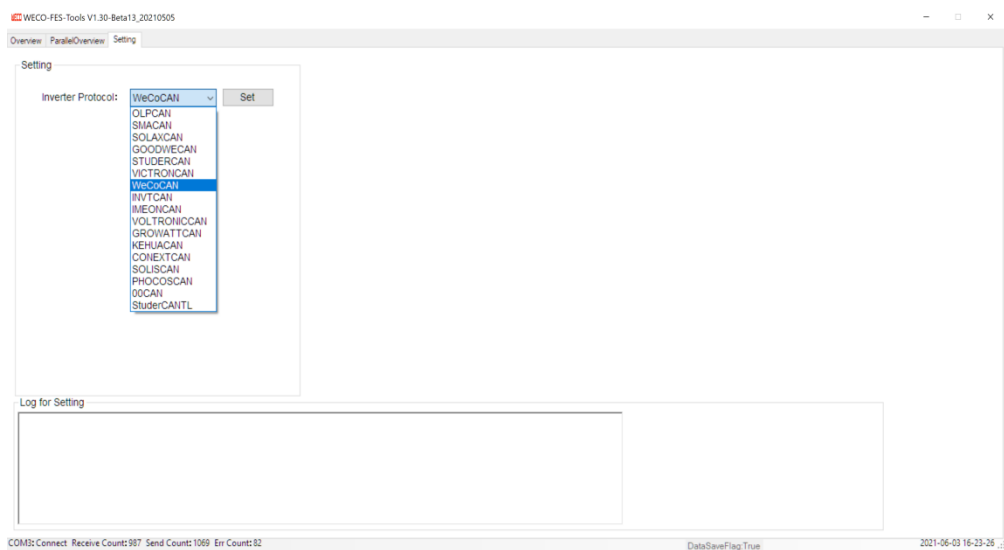 WECO-FES-Tools V1.30-Beta13_20210505
Overview ParallelOverview Setting
Setting
Inverter Protocol: WeCoCAN Set
OLPCAN
SMACAN
SOLAXCAN
GOODWECAN
STUDERCAN
VICTRONCAN
WeCoCAN
INVTCAN
IMEONCAN
VOLTRONICCAN
GROWATTCAN
KEHUACAN
CONEXTCAN
SOLISCAN
PHOCOSCAN
00CAN
StuderCANTL
Log for Setting
COM3: Connect Receive Count: 987 Send Count: 1069 Err Count: 82 DataSaveFlag:True 2021-06-03 16-23-26